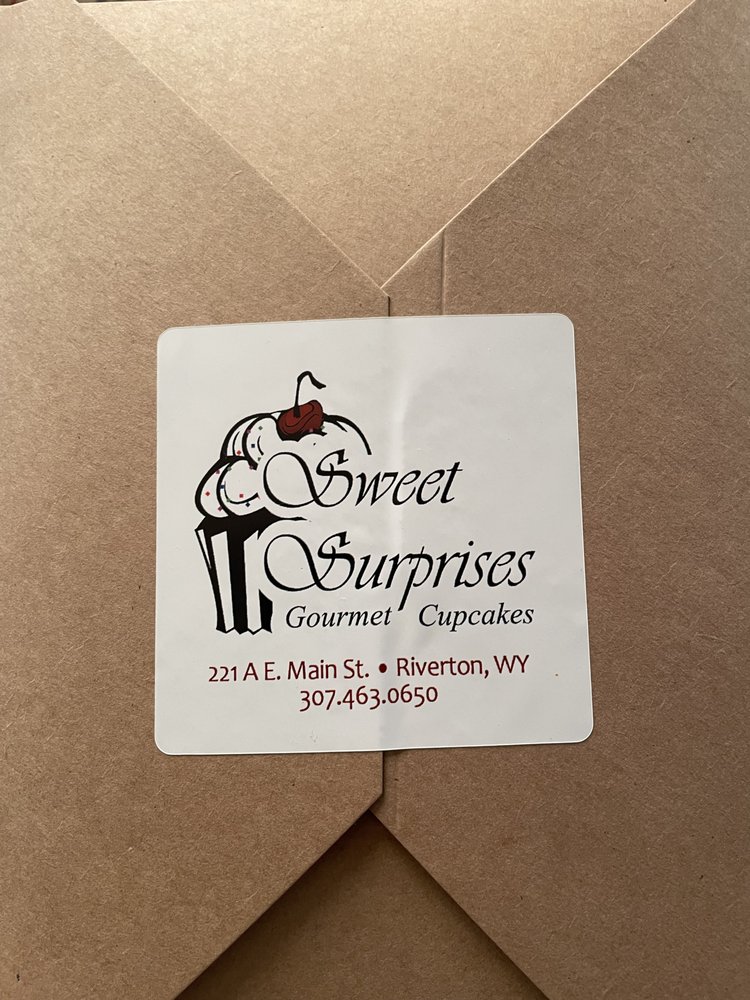 Sweet
Surprises
Gourmet Cupcakes
221 A E. Main St. • Riverton, WY
307.463.0650